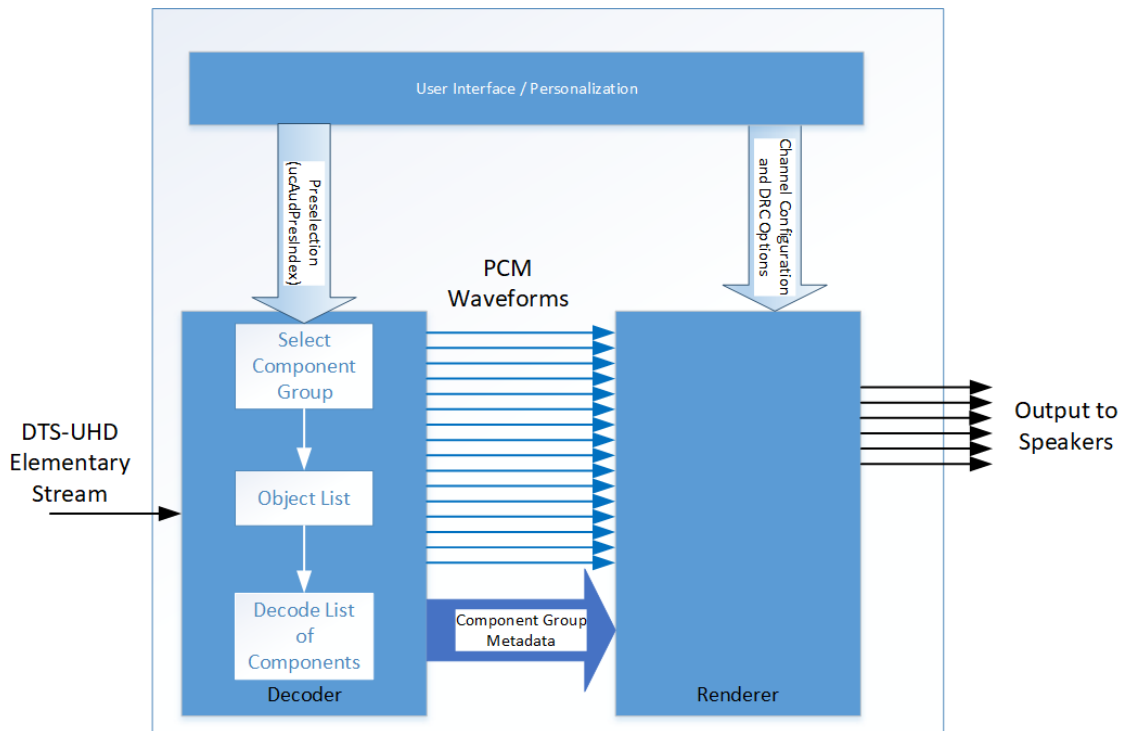 User Interface / Personalization
Preselection
(ucAudPresIndex)
Channel Configuration
and DRC Options
PCM
Waveforms
Select
Component
Group
DTS-UHD
Elementary
Stream
Object List
Decode List
of
Components
Decoder
Component Group
Metadata
Renderer
Output to
Speakers